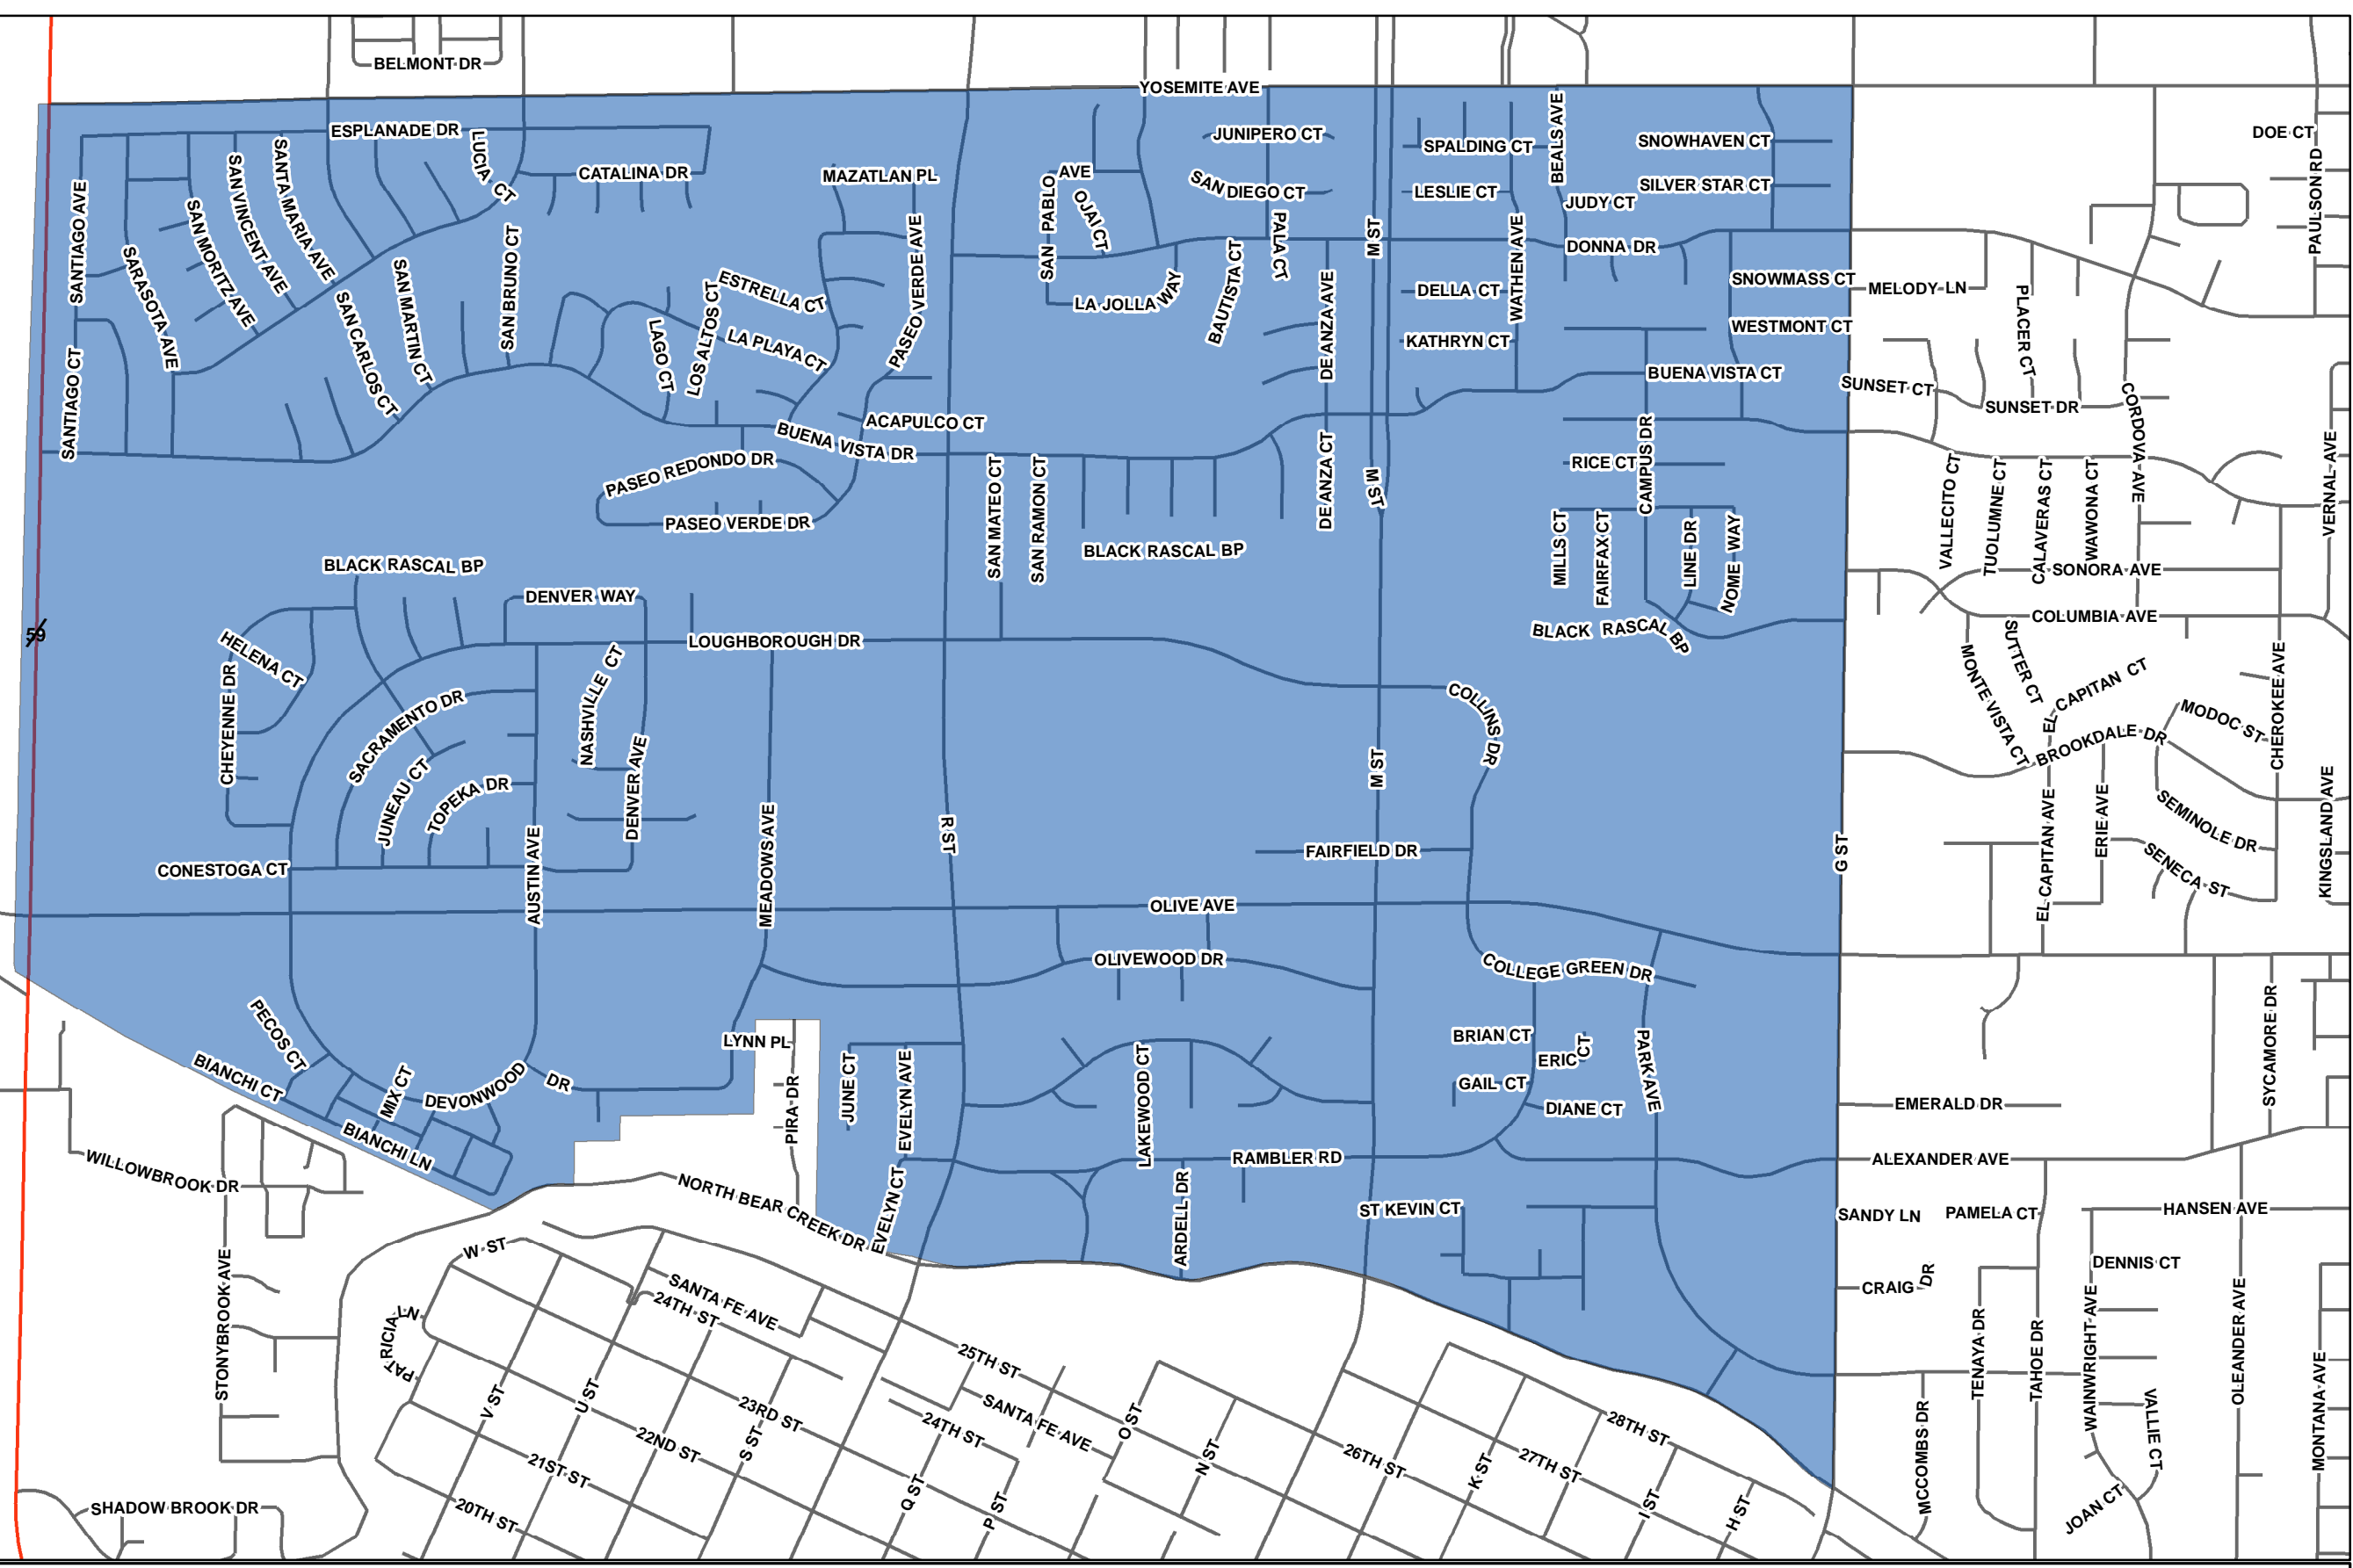 BELMONT DR
YOSEMITE AVE
ESPLANADE DR
LUCIA CT
CATALINA DR
MAZATLAN PL
JUNIPERO CT
SPALDING CT
BEALS AVE
SNOWHAVEN CT
DOE CT
PAULSON RD
SANTIAGO AVE
SARASOTA AVE
SAN MORITZ AVE
SAN VINCENT AVE
SANTA MARIA AVE
SAN PABLO AVE
OJAI CT
SAN DIEGO CT
LESLIE CT
SILVER STAR CT
JUDY CT
SAN CARLOS CT
SAN MARTIN CT
SAN BRUNO CT
PASEO VERDE AVE
PALA CT
M ST
WATHEN AVE
DONNA DR
ESTRELLA CT
LOS ALTOS CT
LAGO CT
LA PLAYA CT
LA JOLLA WAY
BAUTISTA CT
DE ANZA AVE
DELLA CT
SNOWMASS CT
MELODY LN
PLACER CT
KATHRYN CT
WESTMONT CT
SANTIAGO CT
BUENA VISTA CT
SUNSET CT
SUNSET DR
CORDOVA AVE
ACAPULCO CT
BUENA VISTA DR
PASEO REDONDO DR
PASEO VERDE DR
SAN MATEO CT
SAN RAMON CT
DE ANZA CT
M ST
CAMPUS DR
RICE CT
VALLECITO CT
TUOLUMNE CT
CALAVERAS CT
WAWONA CT
VERNAL AVE
BLACK RASCAL BP
BLACK RASCAL BP
MILLS CT
FAIRFAX CT
LINE DR
NOME WAY
SONORA AVE
DENVER WAY
COLUMBIA AVE
59
HELENA CT
LOUGHBOROUGH DR
BLACK RASCAL BP
CHEYENNE DR
SACRAMENTO DR
NASHVILLE CT
COLLINS DR
MONTE VISTA CT
SUTTER CT
EL CAPITAN CT
MODOC ST
CHEROKEE AVE
BROOKDALE DR
JUNEAU CT
TOPEKA DR
DENVER AVE
M ST
AUSTIN AVE
MEADOWS AVE
R ST
FAIRFIELD DR
G ST
EL CAPITAN AVE
ERIE AVE
SEMINOLE DR
SENECA ST
KINGSLAND AVE
CONESTOGA CT
OLIVE AVE
OLIVEWOOD DR
COLLEGE GREEN DR
PECOS CT
LYNN PL
BRIAN CT
ERIC CT
PARK AVE
SYCAMORE DR
BIANCHI CT
MIX CT
DEVONWOOD DR
PIRA DR
JUNE CT
EVELYN AVE
LAKEWOOD CT
GAIL CT
DIANE CT
EMERALD DR
BIANCHI LN
WILLOWBROOK DR
RAMBLER RD
ALEXANDER AVE
NORTH BEAR CREEK DR
EVELYN CT
ARDELL DR
ST KEVIN CT
SANDY LN
PAMELA CT
HANSEN AVE
W ST
DENNIS CT
STONYBROOK AVE
SANTA FE AVE
24TH ST
CRAIG DR
PATRICIA LN
TENAYA DR
TAHOE DR
WAINWRIGHT AVE
OLEANDER AVE
25TH ST
V ST
U ST
23RD ST
SANTA FE AVE
O ST
28TH ST
MCCOMBS DR
VALLIE CT
MONTANA AVE
22ND ST
S ST
24TH ST
N ST
26TH ST
K ST
27TH ST
21ST ST
Q ST
P ST
I ST
H ST
SHADOW BROOK DR
20TH ST
JOAN CT